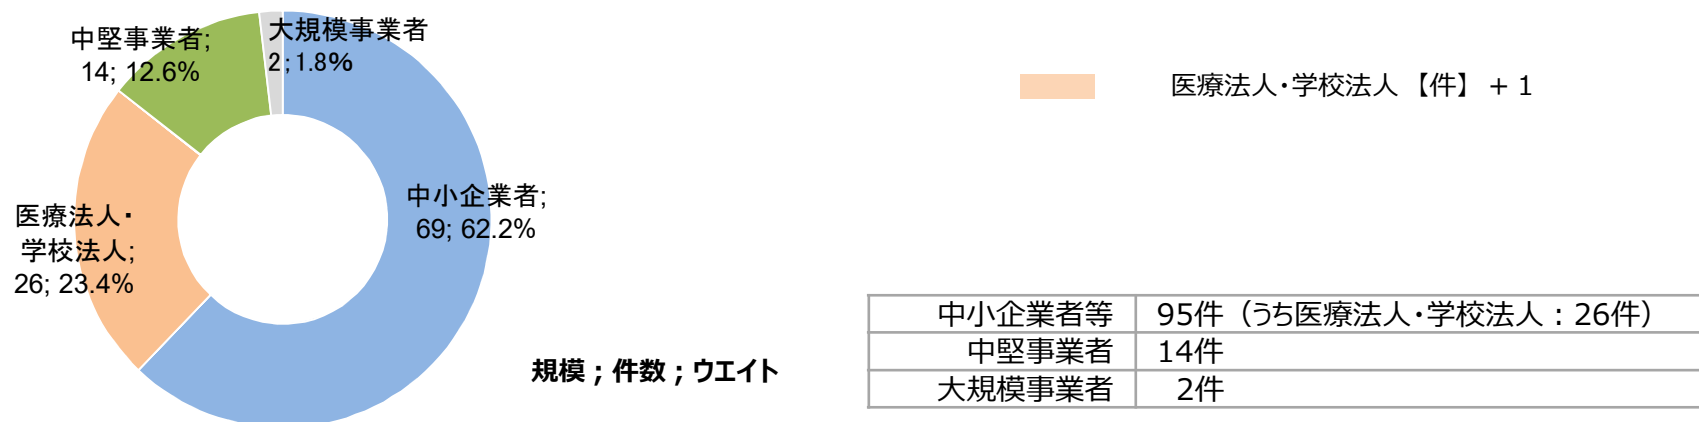 大規模事業者
2;1.8%
中堅事業者;
14; 12.6%
中小企業者;
69; 62.2%
医療法人・
学校法人;
26; 23.4%
規模；件数；ウエイト
医療法人・学校法人 【件】 + 1
中小企業者等 95件（うち医療法人・学校法人：26件）
中堅事業者 14件
大規模事業者 2件